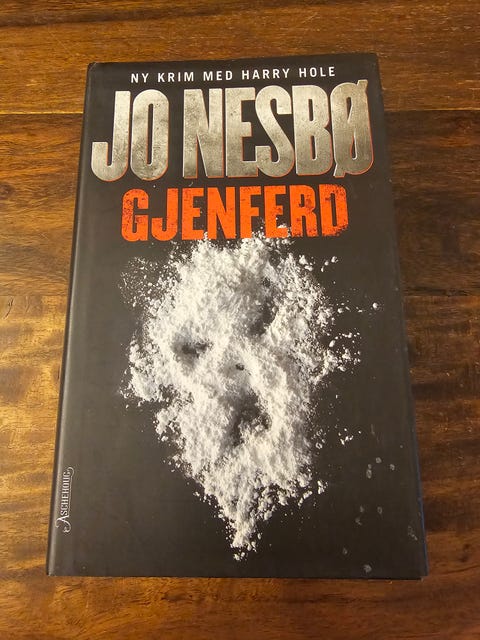 NY KRIM MED HARRY HOLE
JO NESBØ
GJENFERD
ASCHEHOUG